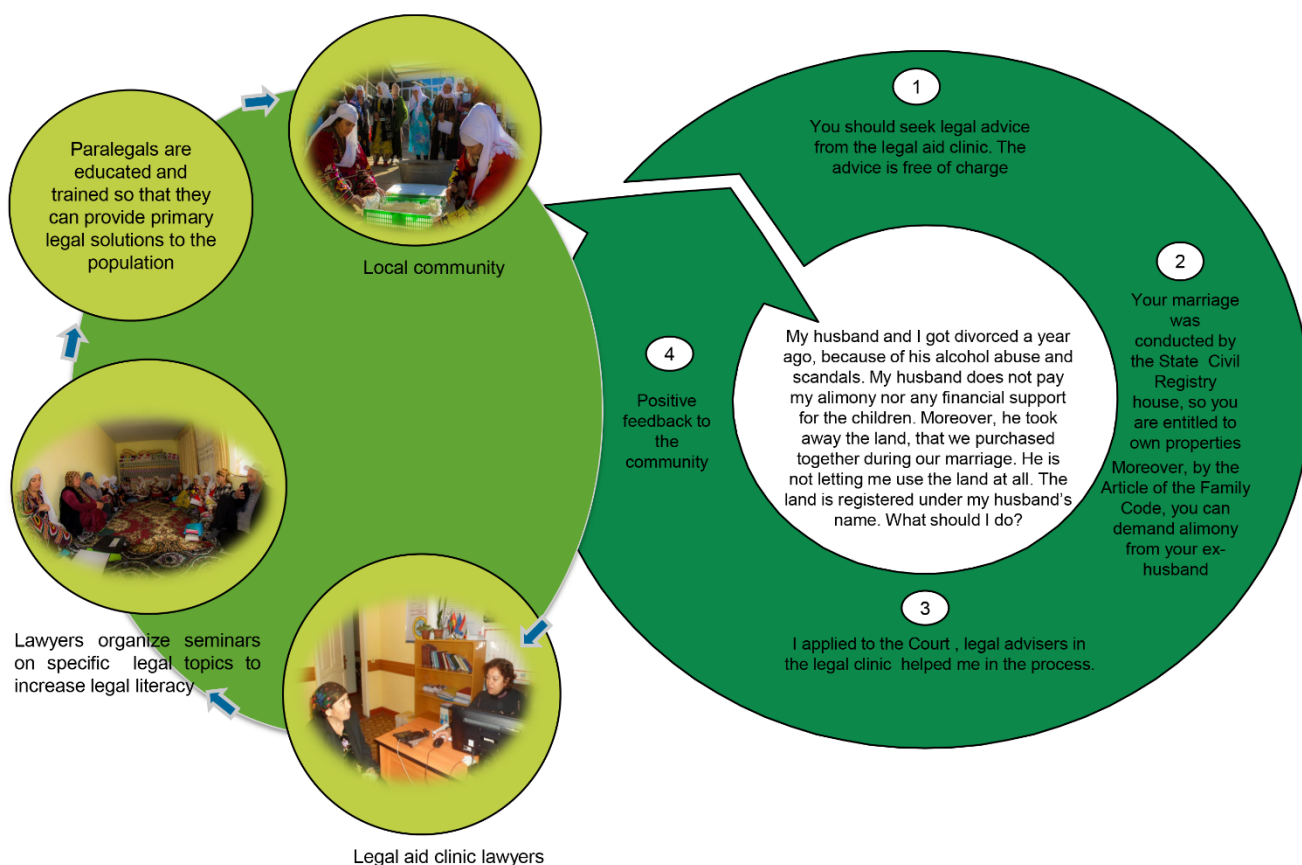 Paralegals are
educated and
trained so that they
can provide primary
legal solutions to the
population
Local community
Lawyers organize seminars
on specific legal topics to
increase legal literacy
Legal aid clinic lawyers
1
You should seek legal advice
from the legal aid clinic. The
advice is free of charge
2
Your marriage
was
conducted by
the State Civil
Registry
house, so you
are entitled to
own properties
Moreover, by the
Article of the Family
Code, you can
demand alimony
from your ex-
husband
3
I applied to the Court , legal advisers in
the legal clinic helped me in the process.
4
Positive
feedback to
the
community
My husband and I got divorced a year
ago, because of his alcohol abuse and
scandals. My husband does not pay
my alimony nor any financial support
for the children. Moreover, he took
away the land, that we purchased
together during our marriage. He is
not letting me use the land at all. The
land is registered under my husband's
name. What should I do?